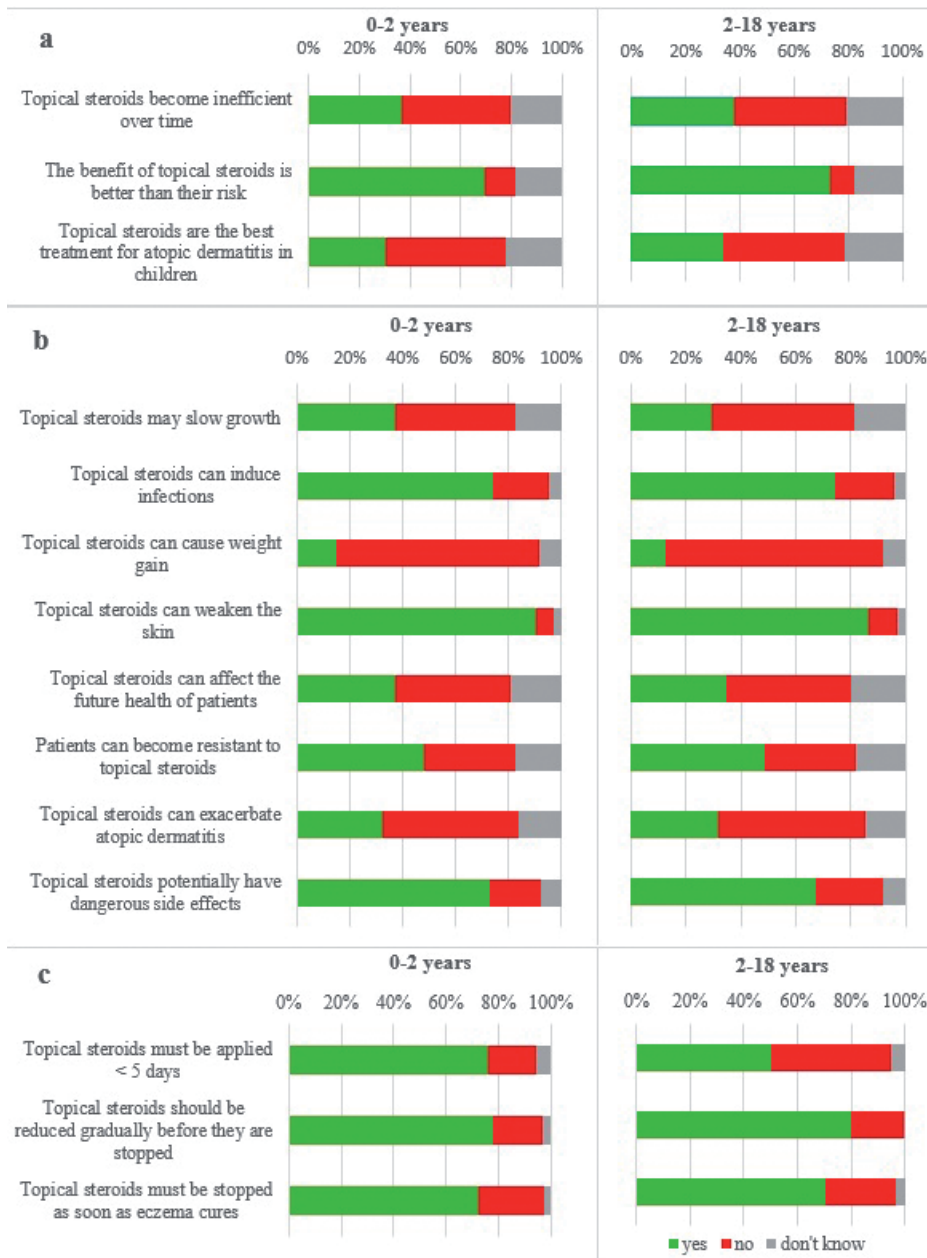 a
0-2 years
2-18 years
0% 20% 40% 60% 80% 100%
0% 20% 40% 60% 80% 100%
Topical steroids become inefficient
over time
The benefit of topical steroids is
better than their risk
Topical steroids are the best
treatment for atopic dermatitis in
children
b
0-2 years
2-18 years
0% 20% 40% 60% 80% 100%
0% 20% 40% 60% 80% 100%
Topical steroids may slow growth
Topical steroids can induce
infections
Topical steroids can cause weight
gain
Topical steroids can weaken the
skin
Topical steroids can affect the
future health of patients
Patients can become resistant to
topical steroids
Topical steroids can exacerbate
atopic dermatitis
Topical steroids potentially have
dangerous side effects
c
0-2 years
2-18 years
0% 20% 40% 60% 80% 100%
0% 20% 40% 60% 80% 100%
Topical steroids must be applied
< 5 days
Topical steroids should be
reduced gradually before they are
stopped
Topical steroids must be stopped
as soon as eczema cures
yes no don't know